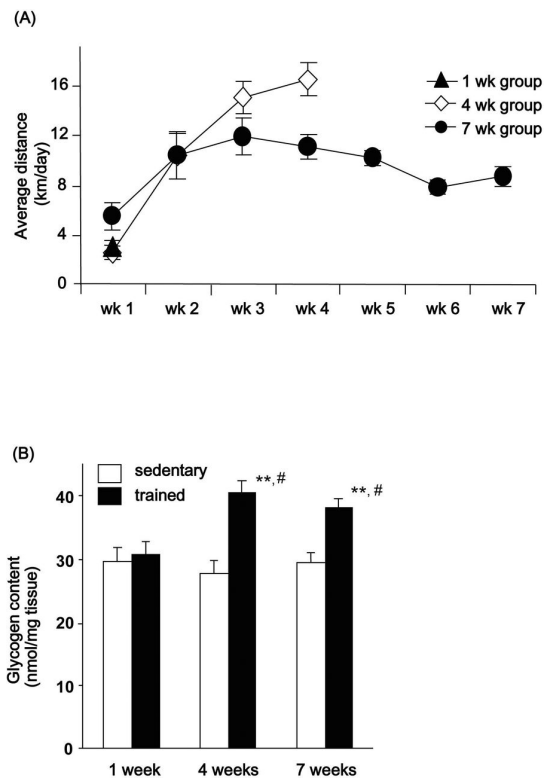 (A)
Average distance
(km/day)
16
12
8
4
0
1 wk group
4 wk group
7 wk group
wk 1 wk 2 wk 3 wk 4 wk 5 wk 6 wk 7
(B)
sedentary
trained
Glycogen content
(nmol/mg tissue)
40
30
20
10
0
**, #
**, #
1 week 4 weeks 7 weeks